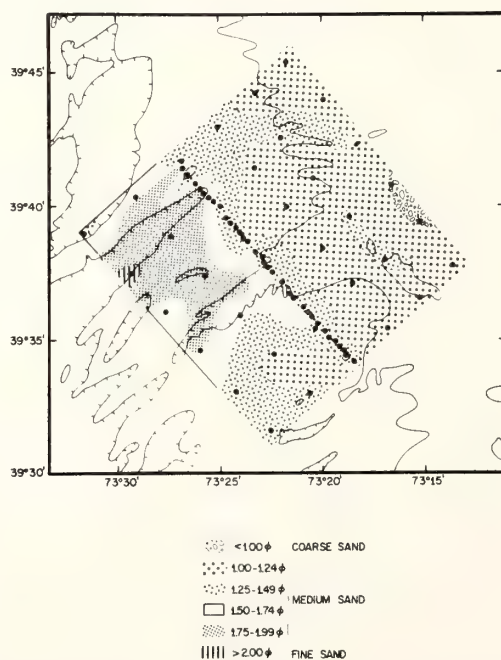 39°45'
39°40'
39°35'
39°30'
73°30'
73°25'
73°20'
73°15'
<1.00 ϕ COARSE SAND
1.00-1.24 ϕ
1.25-1.49 ϕ
MEDIUM SAND
1.50-1.74 ϕ
1.75-1.99 ϕ
>2.00 ϕ FINE SAND